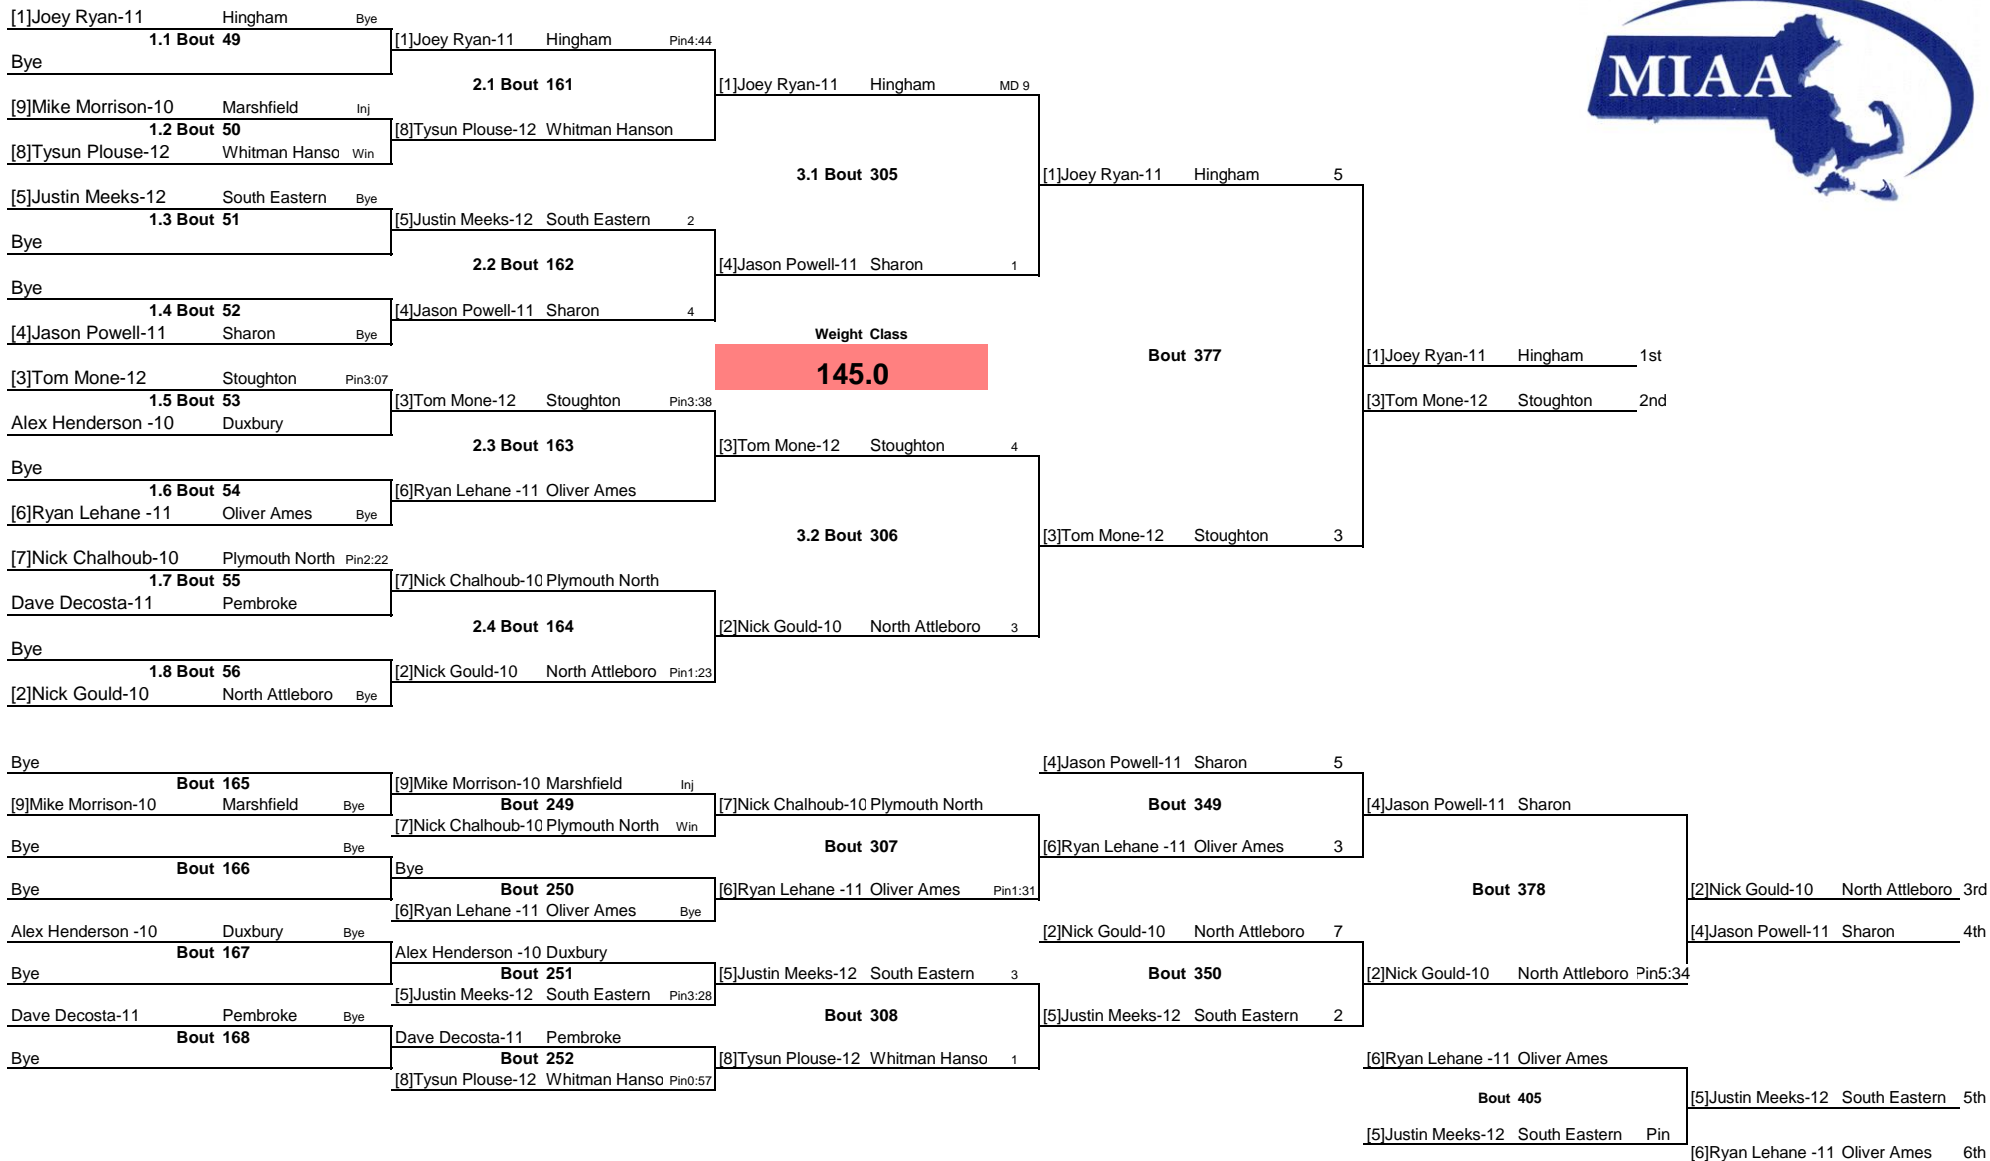 MIAA
[1]Joey Ryan-11 Hingham Bye
1.1 Bout 49
[1]Joey Ryan-11 Hingham Pin4:44
Bye
2.1 Bout 161
[1]Joey Ryan-11 Hingham MD 9
[9]Mike Morrison-10 Marshfield Inj
1.2 Bout 50
[8]Tysun Plouse-12 Whitman Hanson
[8]Tysun Plouse-12 Whitman Hanso Win
3.1 Bout 305
[1]Joey Ryan-11 Hingham 5
[5]Justin Meeks-12 South Eastern Bye
1.3 Bout 51
[5]Justin Meeks-12 South Eastern 2
Bye
2.2 Bout 162
[4]Jason Powell-11 Sharon 1
Bye
1.4 Bout 52
[4]Jason Powell-11 Sharon 4
[4]Jason Powell-11 Sharon Bye
Weight Class
145.0
Bout 377
[1]Joey Ryan-11 Hingham 1st
[3]Tom Mone-12 Stoughton Pin3:07
1.5 Bout 53
[3]Tom Mone-12 Stoughton Pin3:38
[3]Tom Mone-12 Stoughton 2nd
Alex Henderson -10 Duxbury
2.3 Bout 163
[3]Tom Mone-12 Stoughton 4
Bye
1.6 Bout 54
[6]Ryan Lehane -11 Oliver Ames
[6]Ryan Lehane -11 Oliver Ames Bye
3.2 Bout 306
[3]Tom Mone-12 Stoughton 3
[7]Nick Chalhoub-10 Plymouth North Pin2:22
1.7 Bout 55
[7]Nick Chalhoub-10 Plymouth North
Dave Decosta-11 Pembroke
2.4 Bout 164
[2]Nick Gould-10 North Attleboro 3
Bye
1.8 Bout 56
[2]Nick Gould-10 North Attleboro Pin1:23
[2]Nick Gould-10 North Attleboro Bye
Bye
[4]Jason Powell-11 Sharon 5
Bout 165
[9]Mike Morrison-10 Marshfield Inj
[9]Mike Morrison-10 Marshfield Bye
Bout 249
[7]Nick Chalhoub-10 Plymouth North
Bout 349
[4]Jason Powell-11 Sharon
[7]Nick Chalhoub-10 Plymouth North Win
Bye Bye
Bout 307
[6]Ryan Lehane -11 Oliver Ames 3
Bout 166
Bye
Bye
Bout 250
[6]Ryan Lehane -11 Oliver Ames Pin1:31
Bout 378
[2]Nick Gould-10 North Attleboro 3rd
[6]Ryan Lehane -11 Oliver Ames Bye
Alex Henderson -10 Duxbury Bye
[2]Nick Gould-10 North Attleboro 7
[4]Jason Powell-11 Sharon 4th
Bout 167
Alex Henderson -10 Duxbury
Bye
Bout 251
[5]Justin Meeks-12 South Eastern 3
Bout 350
[2]Nick Gould-10 North Attleboro Pin5:34
[5]Justin Meeks-12 South Eastern Pin3:28
Dave Decosta-11 Pembroke Bye
Bout 308
[5]Justin Meeks-12 South Eastern 2
Bout 168
Dave Decosta-11 Pembroke
Bye
Bout 252
[8]Tysun Plouse-12 Whitman Hanso 1
[6]Ryan Lehane -11 Oliver Ames
[8]Tysun Plouse-12 Whitman Hanso Pin0:57
Bout 405
[5]Justin Meeks-12 South Eastern 5th
[5]Justin Meeks-12 South Eastern Pin
[6]Ryan Lehane -11 Oliver Ames 6th